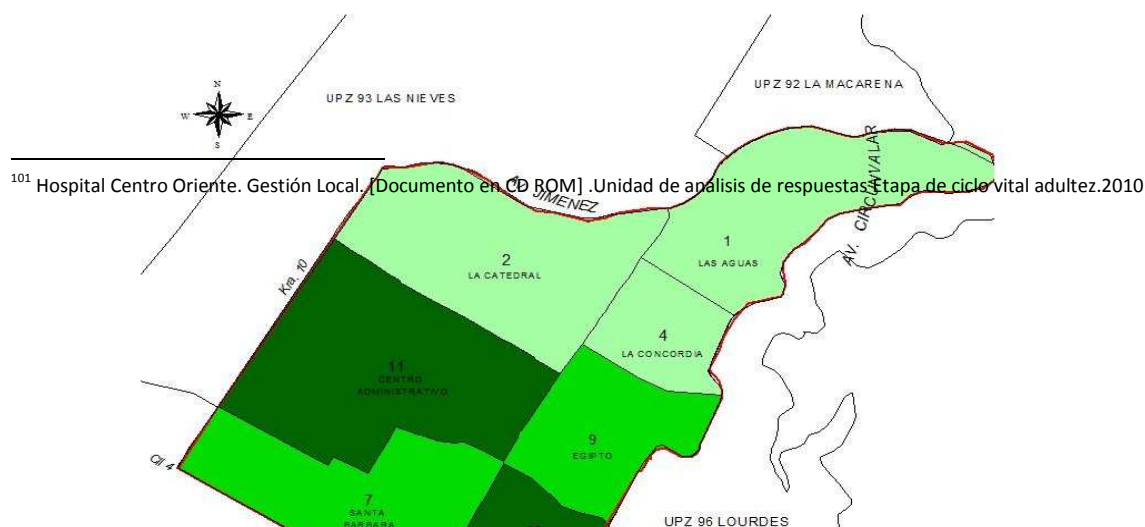 UPZ 92 LA MACARENA
N
UPZ 93 LAS NIEVES
W E
S
101 Hospital Centro Oriente. Gestión Local. [Documento en CD ROM] .Unidad de análisis de respuestas Etapa de ciclo vital adultez.2010
JIMENEZ
AV. CIRCUNVALAR
1
LAS AGUAS
2
LA CATEDRAL
Kra. 10
4
LA CONCORDIA
11
CENTRO
ADMINISTRATIVO
9
EGIPTO
Cll 4
7
SANTA
BARBARA
UPZ 96 LOURDES